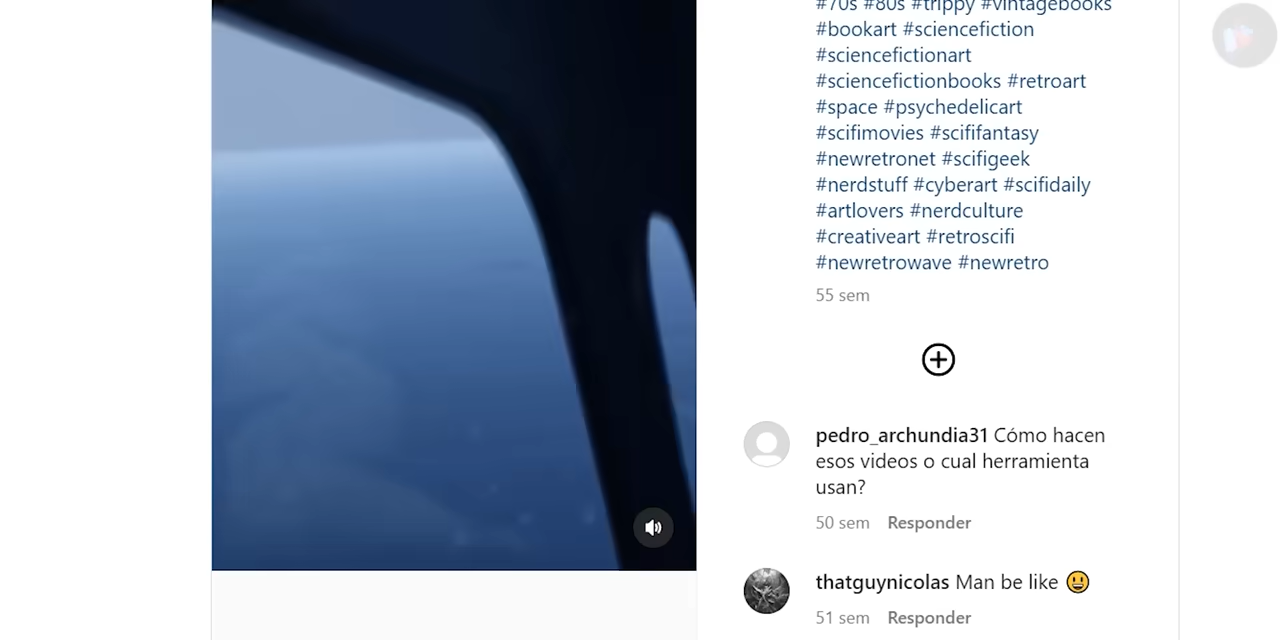 #70s #80s #trippy #vintagebooks
#bookart #sciencefiction
#sciencefictionart
#sciencefictionbooks #retroart
#space #psychedelicart
#scifimovies #scififantasy
#newretronet #scifigeek
#nerdstuff #cyberart #scifidaily
#artlovers #nerdculture
#creativeart #retroscifi
#newretrowave #newretro
55 sem
pedro_archundia31 Cómo hacen
esos videos o cual herramienta
usan?
50 sem Responder
thatguynicolas Man be like 😃
51 sem Responder